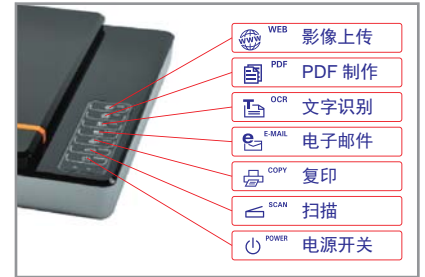 WWW WEB 影像上传
PDF PDF 制作
T OCR 文字识别
e E-MAIL 电子邮件
COPY 复印
SCAN 扫描
POWER 电源开关